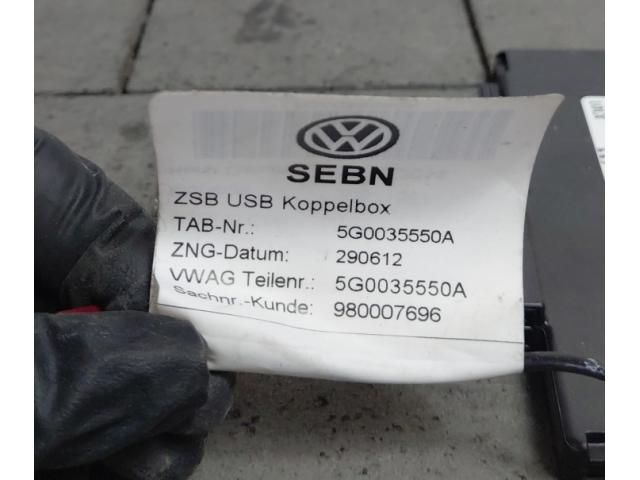 SEBN
ZSB USB Koppelbox
TAB-Nr.: 5G0035550A
ZNG-Datum: 290612
VWAG Teilenr.: 5G0035550A
Sachnr.-Kunde: 980007696